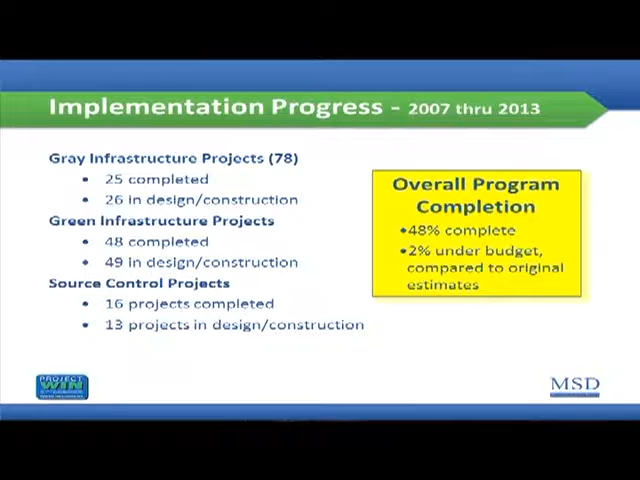 Implementation Progress - 2007 thru 2013
Gray Infrastructure Projects (78)
• 25 completed
• 26 in design/construction
Green Infrastructure Projects
• 48 completed
• 49 in design/construction
Source Control Projects
• 16 projects completed
• 13 projects in design/construction
Overall Program
Completion
•48% complete
•2% under budget,
compared to original
estimates
PROJECT
WIN
MSD